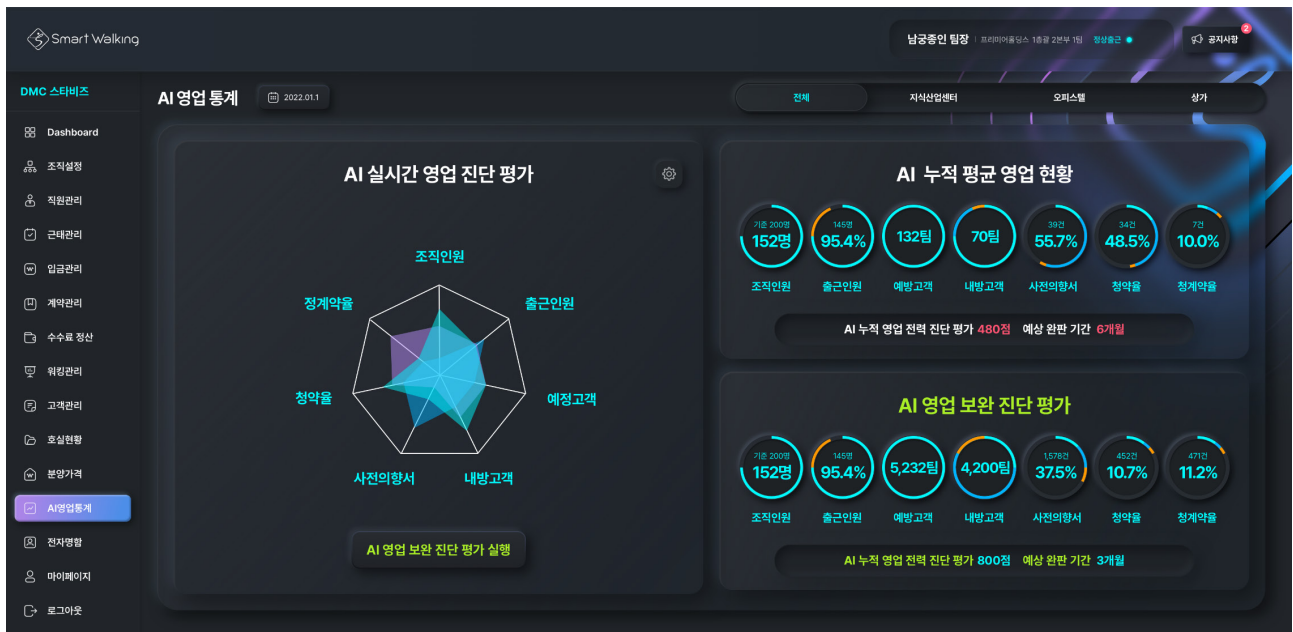 Smart Walking
남궁종인 팀장 | 프리미어홀딩스 1총괄 2본부 1팀 정상출근
공지사항
2
DMC 스타비즈
AI 영업 통계
2022.01.1
전체
지식산업센터
오피스텔
상가
Dashboard
조직설정
직원관리
근태관리
입금관리
계약관리
수수료 정산
워킹관리
고객관리
호실현황
분양가격
AI영업통계
전자명함
마이페이지
로그아웃
AI 실시간 영업 진단 평가
조직인원
정계약율
출근인원
청약율
예정고객
사전의향서
내방고객
AI 영업 보완 진단 평가 실행
AI 누적 평균 영업 현황
기준 200명
152명
조직인원
145명
95.4%
출근인원
132팀
예방고객
70팀
내방고객
39건
55.7%
사전의향서
34건
48.5%
청약율
7건
10.0%
청계약율
AI 누적 영업 전력 진단 평가 480점 예상 완판 기간 6개월
AI 영업 보완 진단 평가
기준 200명
152명
조직인원
145명
95.4%
출근인원
5,232팀
예방고객
4,200팀
내방고객
1,578건
37.5%
사전의향서
452건
10.7%
청약율
471건
11.2%
청계약율
AI 누적 영업 전력 진단 평가 800점 예상 완판 기간 3개월